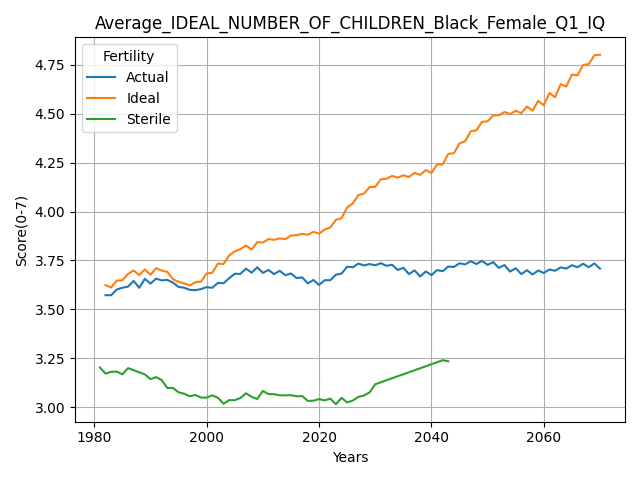 Average_IDEAL_NUMBER_OF_CHILDREN_Black_Female_Q1_IQ
Fertility
Actual
Ideal
Sterile
4.75
4.50
4.25
4.00
3.75
3.50
3.25
3.00
Score(0-7)
1980
2000
2020
2040
2060
Years